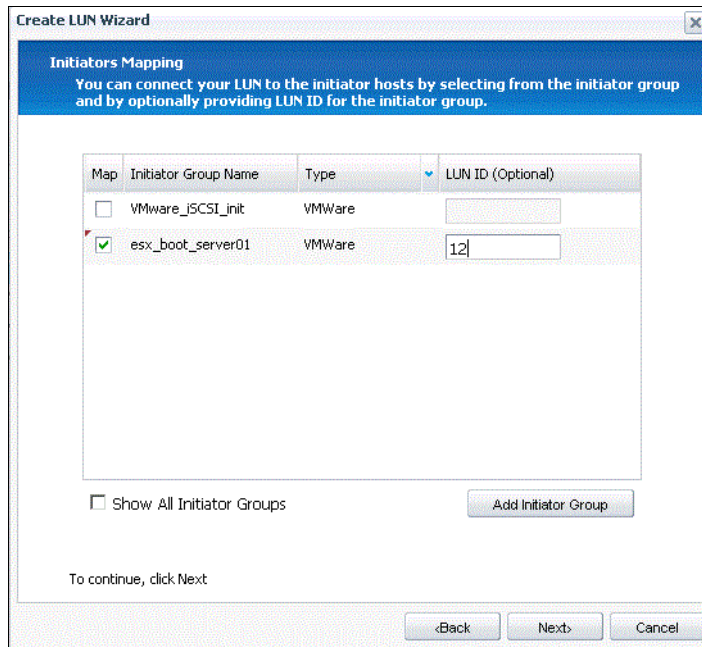 Create LUN Wizard
Initiators Mapping
You can connect your LUN to the initiator hosts by selecting from the initiator group
and by optionally providing LUN ID for the initiator group.
Map Initiator Group Name Type LUN ID (Optional)
VMware_iSCSI_init VMWare
esx_boot_server01 VMWare 12
Show All Initiator Groups Add Initiator Group
To continue, click Next
<Back Next> Cancel